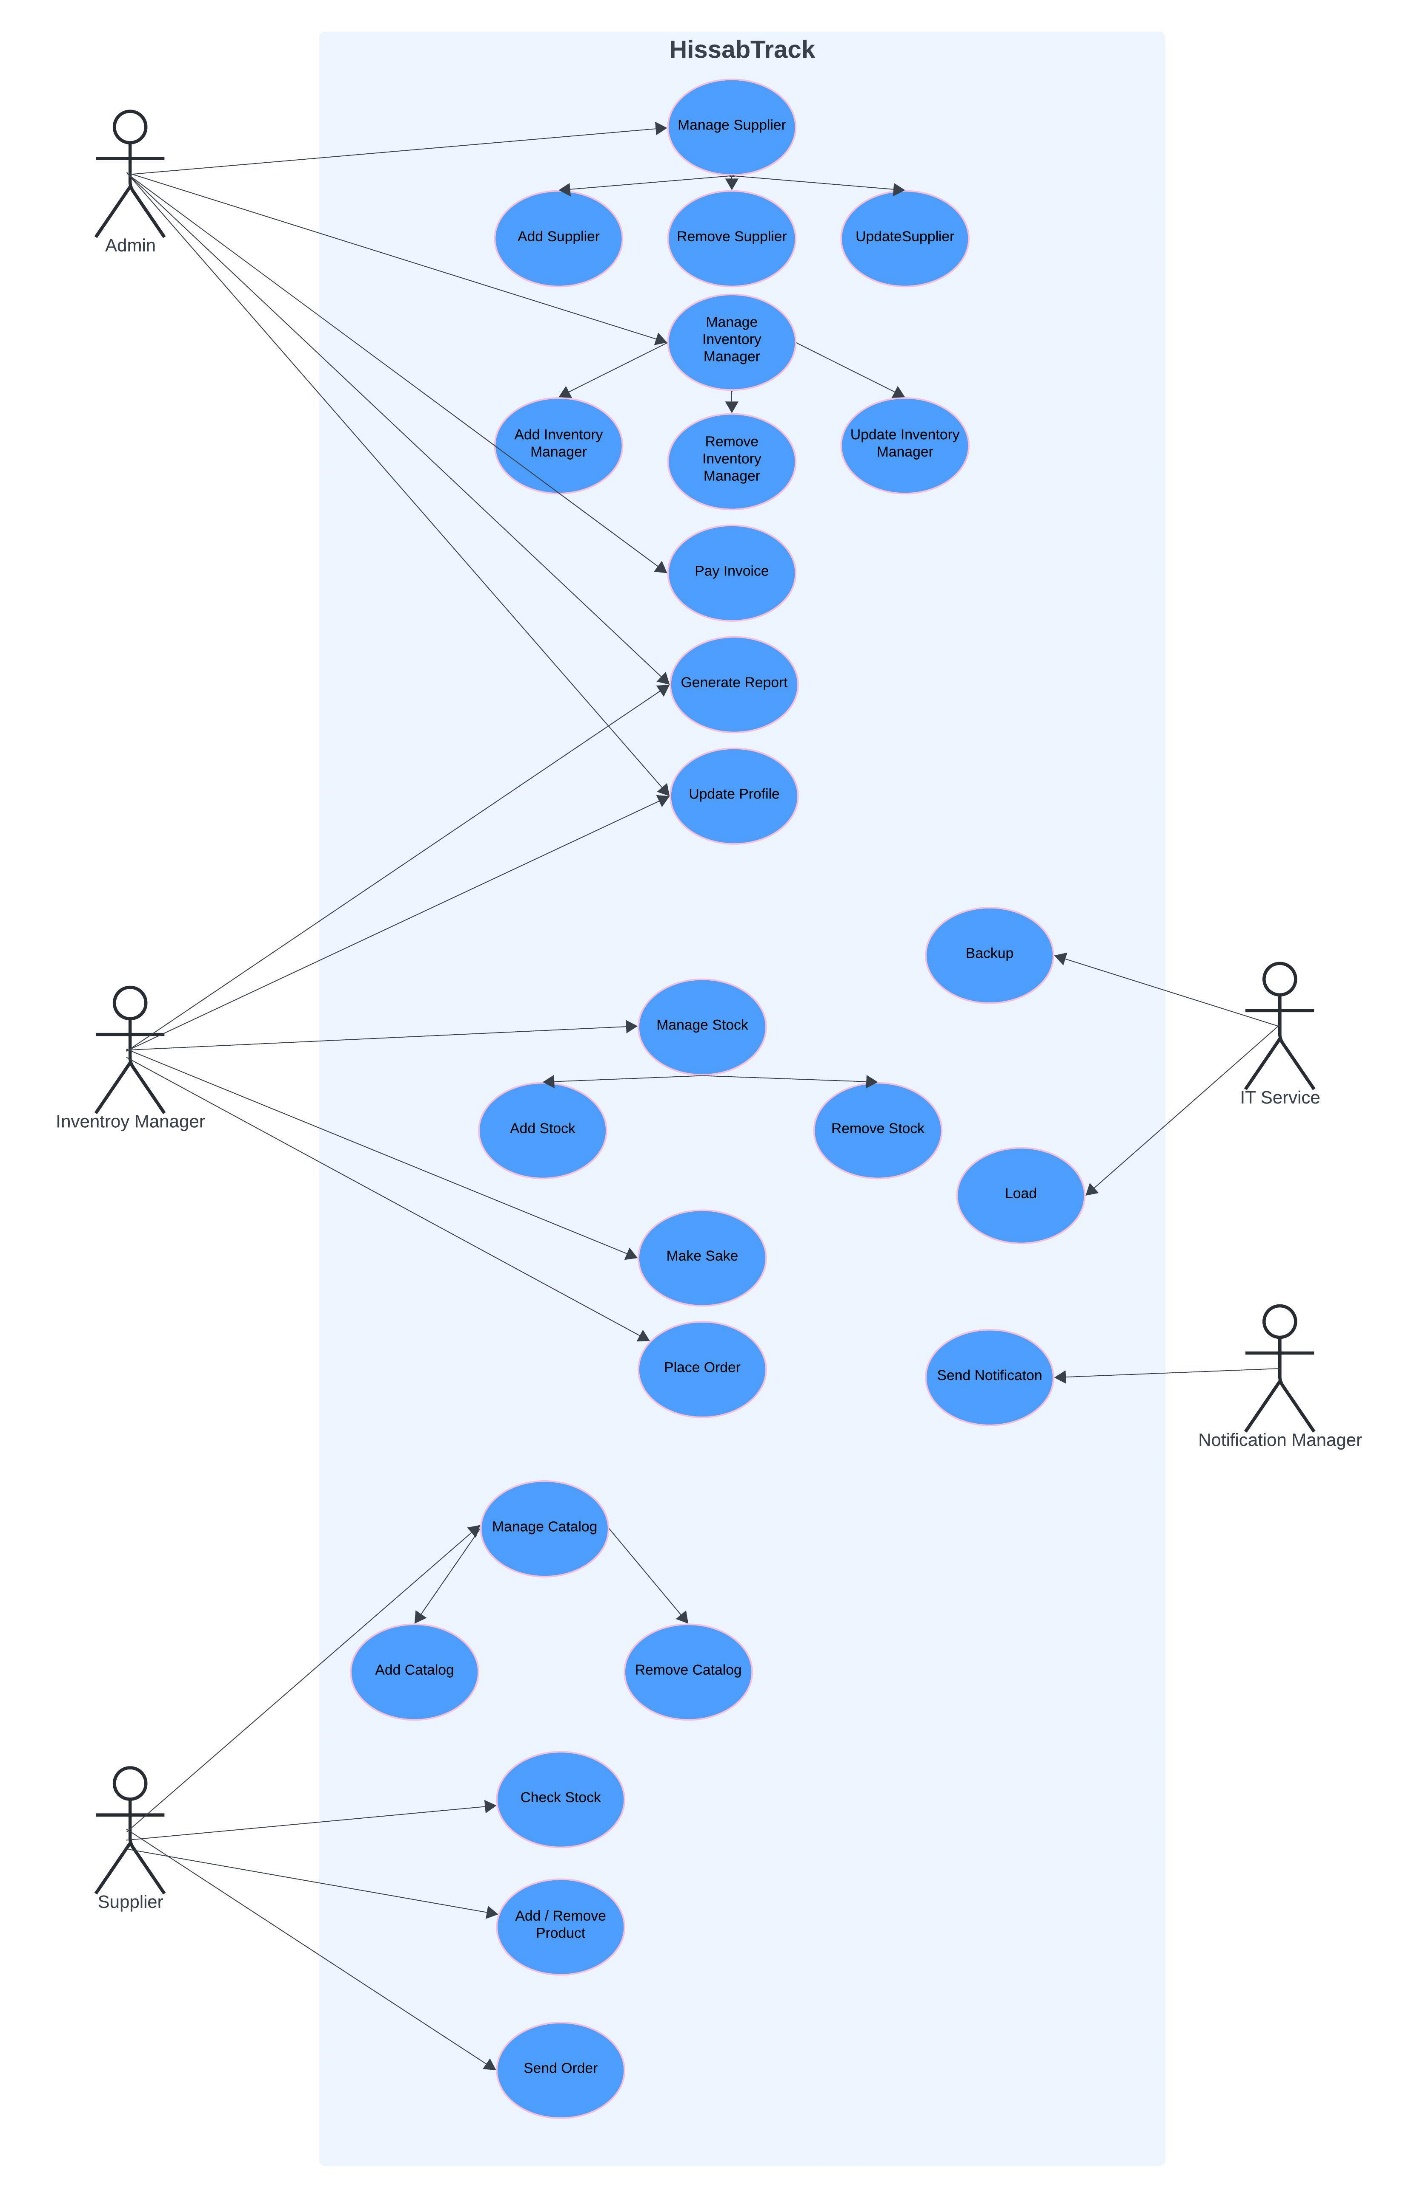 HissabTrack
Manage Supplier
Admin
Add Supplier
Remove Supplier
UpdateSupplier
Manage
Inventory
Manager
Add Inventory
Manager
Remove
Inventory
Manager
Update Inventory
Manager
Pay Invoice
Generate Report
Update Profile
Backup
Manage Stock
Inventroy Manager
IT Service
Add Stock
Remove Stock
Load
Make Sake
Place Order
Send Notificaton
Notification Manager
Manage Catalog
Add Catalog
Remove Catalog
Check Stock
Supplier
Add / Remove
Product
Send Order